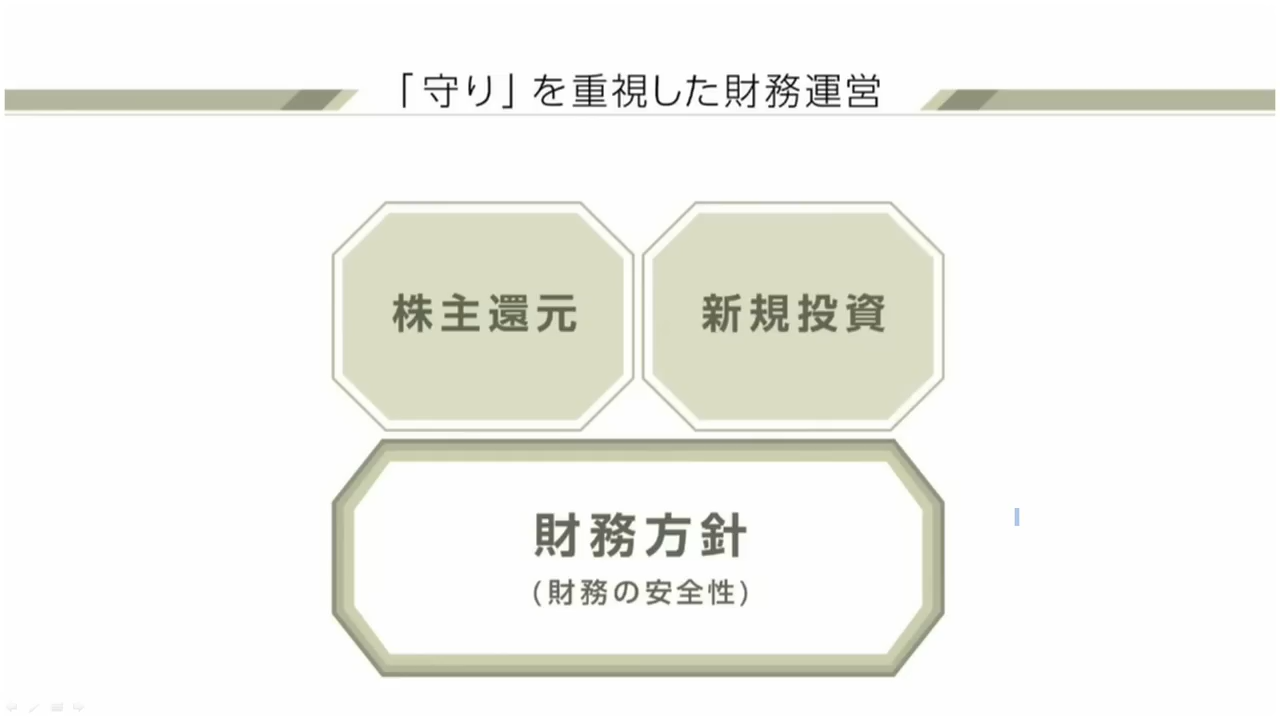 「守り」を重視した財務運営
株主還元
新規投資
財務方針
(財務の安全性)